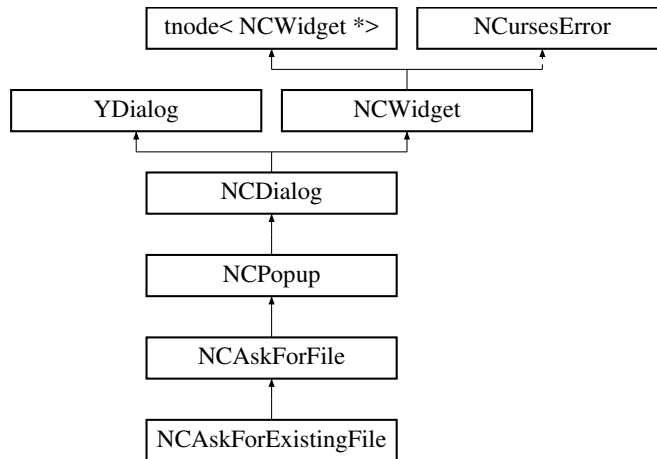 tnode< NCWidget *>
NCursesError
YDialog
NCWidget
NCDialog
NCPopup
NCAskForFile
NCAskForExistingFile